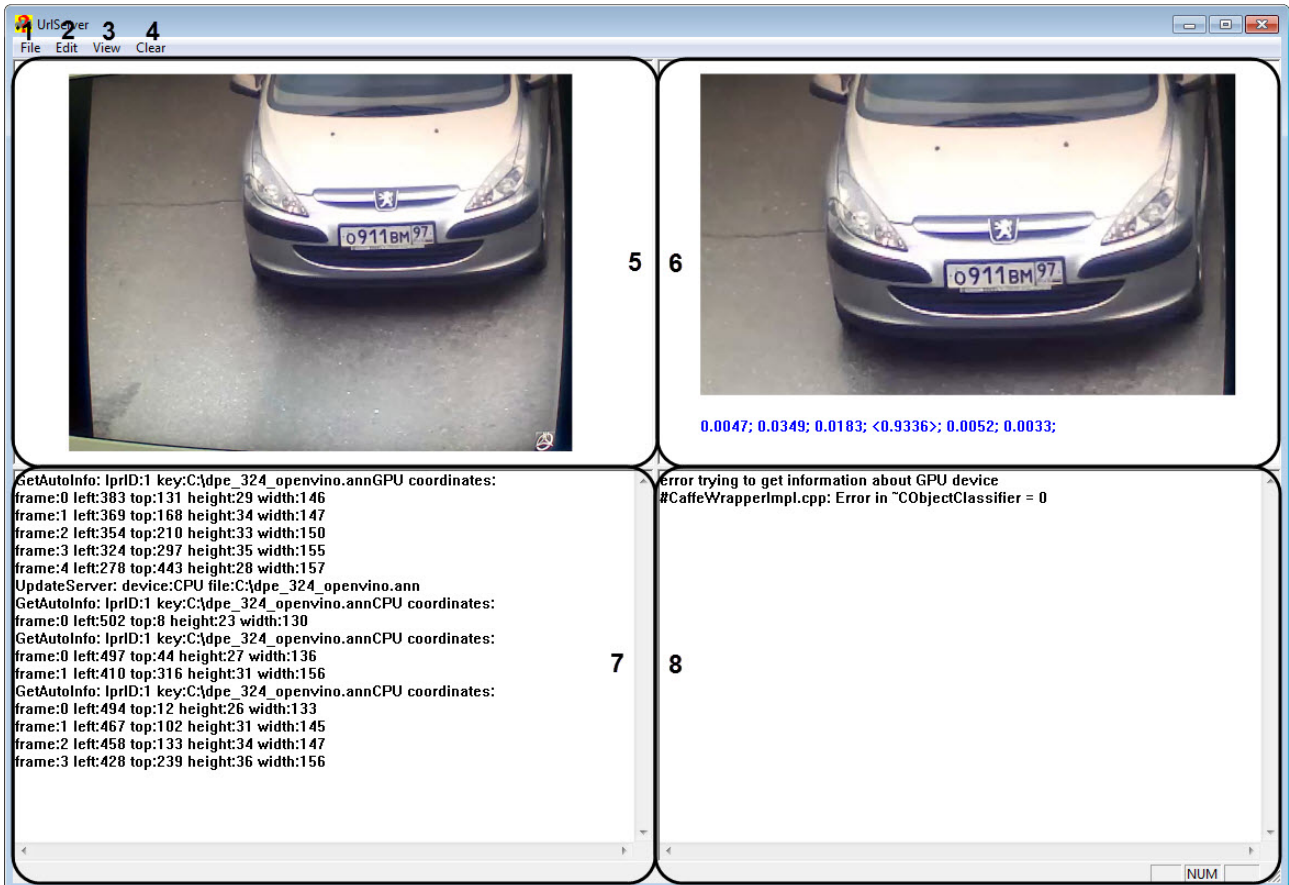 UrlServer
1 2 3 4
File Edit View Clear
О911ВМ 97
5
6
О911ВМ 97
0.0047; 0.0349; 0.0183; <0.9336>; 0.0052; 0.0033;
GetAutoInfo: lprID:1 key:C:\dpe_324_openvino.annGPU coordinates:
frame:0 left:383 top:131 height:29 width:146
frame:1 left:369 top:168 height:34 width:147
frame:2 left:354 top:210 height:33 width:150
frame:3 left:324 top:297 height:35 width:155
frame:4 left:278 top:443 height:28 width:157
UpdateServer: device:CPU file:C:\dpe_324_openvino.ann
GetAutoInfo: lprID:1 key:C:\dpe_324_openvino.annCPU coordinates:
frame:0 left:502 top:8 height:23 width:130
GetAutoInfo: lprID:1 key:C:\dpe_324_openvino.annCPU coordinates:
frame:0 left:497 top:44 height:27 width:136
frame:1 left:410 top:316 height:31 width:156
GetAutoInfo: lprID:1 key:C:\dpe_324_openvino.annCPU coordinates:
frame:0 left:494 top:12 height:26 width:133
frame:1 left:467 top:102 height:31 width:145
frame:2 left:458 top:133 height:34 width:147
frame:3 left:428 top:239 height:36 width:156
7
error trying to get information about GPU device
#CaffeWrapperImpl.cpp: Error in ~CObjectClassifier = 0
8
NUM